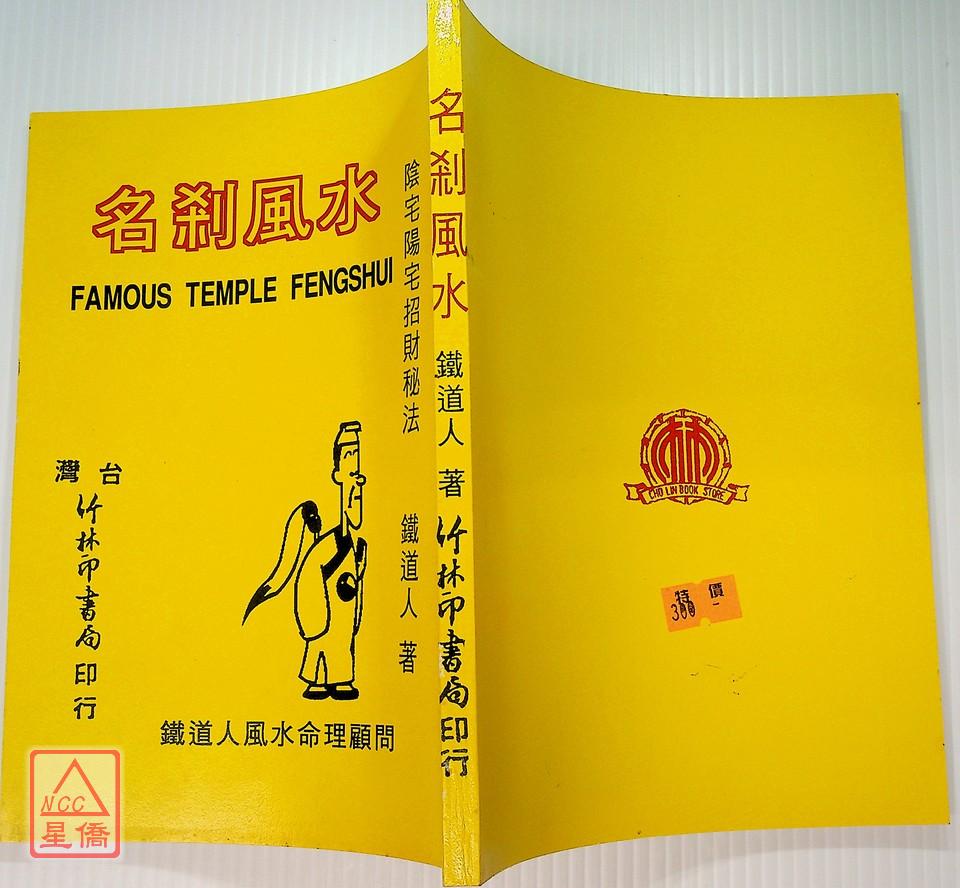 名剎風水
FAMOUS TEMPLE FENGSHUI
陰宅陽宅招財秘法
鐵道人 著
台灣
竹林印書局印行
鐵道人風水命理顧問
名剎風水 鐵道人 著 竹林印書局印行
CHO LIN BOOK STORE
特價
300
NCC
星僑